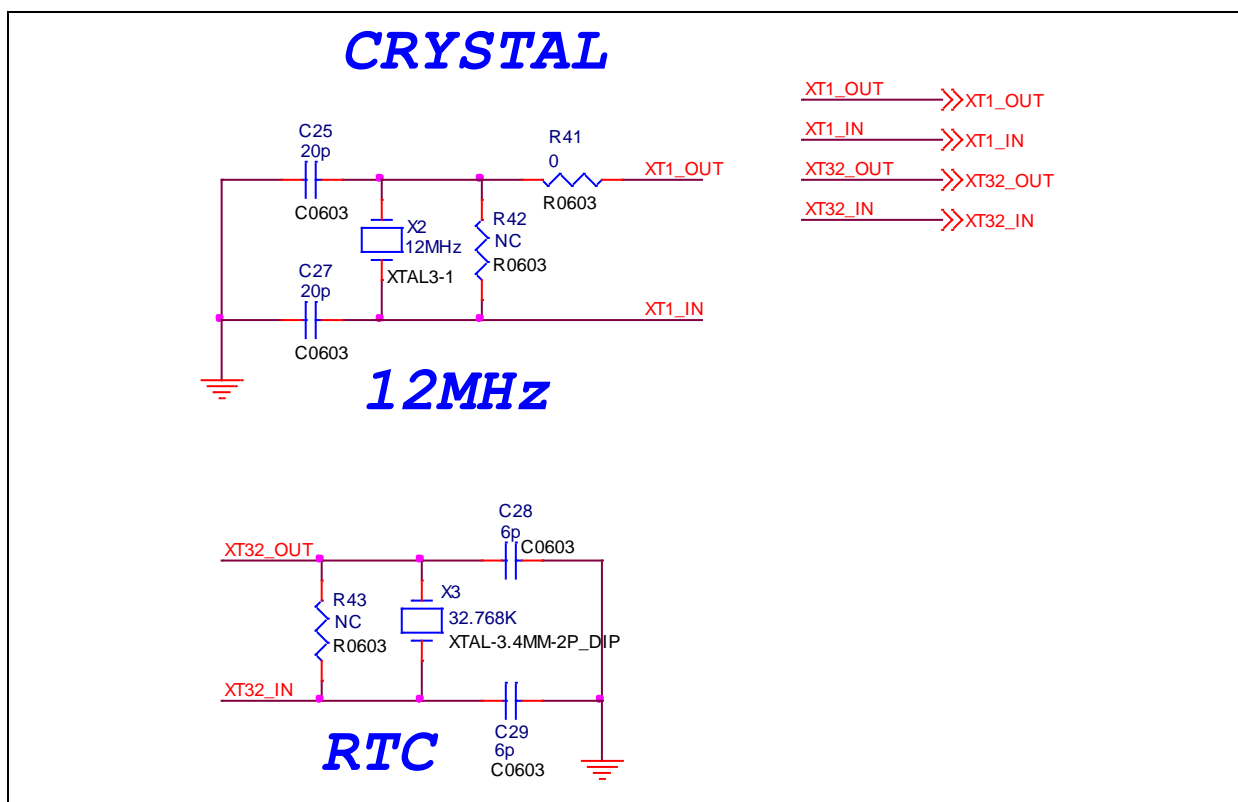 CRYSTAL
XT1_OUT
XT1_OUT
XT1_IN
XT1_IN
XT32_OUT
XT32_OUT
XT32_IN
XT32_IN
C25
20p
C0603
R41
0
R0603
XT1_OUT
X2
12MHz
XTAL3-1
R42
NC
R0603
C27
20p
C0603
XT1_IN
12MHz
C28
6p
C0603
XT32_OUT
R43
NC
R0603
X3
32.768K
XTAL-3.4MM-2P_DIP
XT32_IN
C29
6p
C0603
RTC